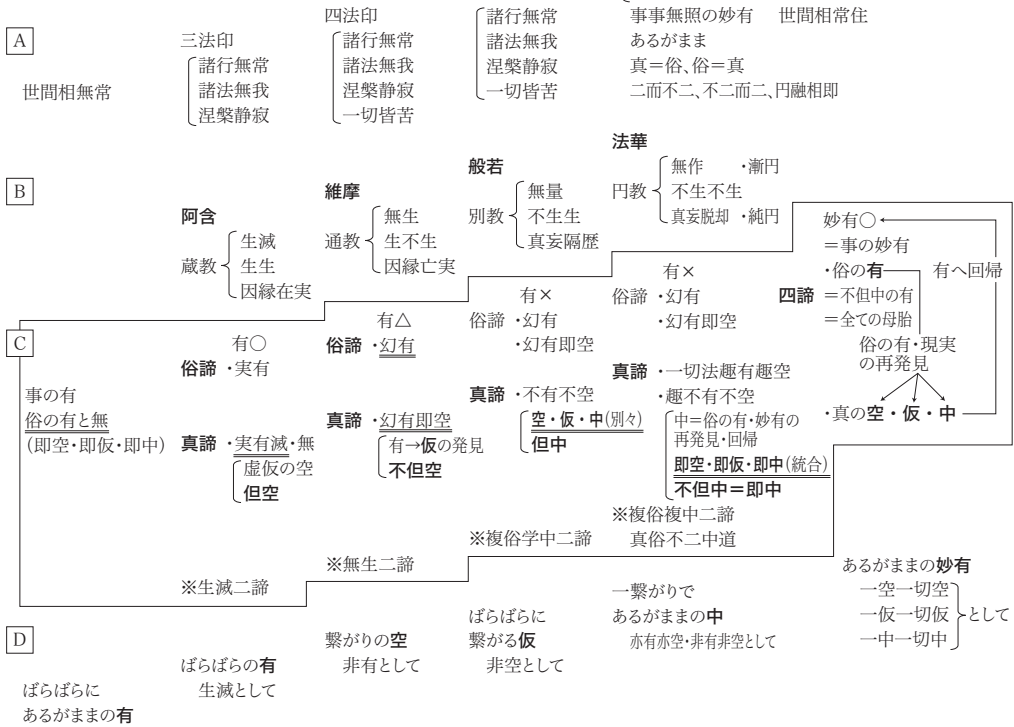 四法印
諸行無常
事事無照の妙有　世間相常住
A
三法印
諸行無常
諸法無我
あるがまま
諸行無常
諸法無我
涅槃静寂
真＝俗、俗＝真
世間相無常
諸法無我
涅槃静寂
一切皆苦
二而不二、不二而二、円融相即
涅槃静寂
一切皆苦
法華
般若
無作　・漸円
B
維摩
無量
円教
不生不生
阿含
無生
別教
不生生
真妄脱却　・純円
妙有○
生滅
通教
生不生
真妄隔歴
＝事の妙有
蔵教
生生
因縁亡実
有×
・俗の有
有へ回帰
因縁在実
有×
俗諦　・幻有
四諦　＝不但中の有
有△
俗諦　・幻有
・幻有即空
＝全ての母胎
C
有○
俗諦　・幻有
・幻有即空
俗の有・現実
の再発見
俗諦　・実有
真諦　・一切法趣有趣空
事の有
真諦　・不有不空
・趣不有不空
俗の有と無
真諦　・幻有即空
空・仮・中(別々)
中＝俗の有・妙有の
再発見・回帰
・真の空・仮・中
(即空・即仮・即中)
真諦　・実有滅・無
有→仮の発見
但中
即空・即仮・即中(統合)
虚仮の空
不但空
不但中＝即中
但空
※複俗複中二諦
※複俗学中二諦
真俗不二中道
※無生二諦
あるがままの妙有
※生滅二諦
一繋がりで
一空一切空
ばらばらに
あるがままの中
一仮一切仮
として
D
繋がりの空
繋がる仮
亦有亦空・非有非空として
一中一切中
ばらばらの有
非有として
非空として
ばらばらに
生滅として
あるがままの有